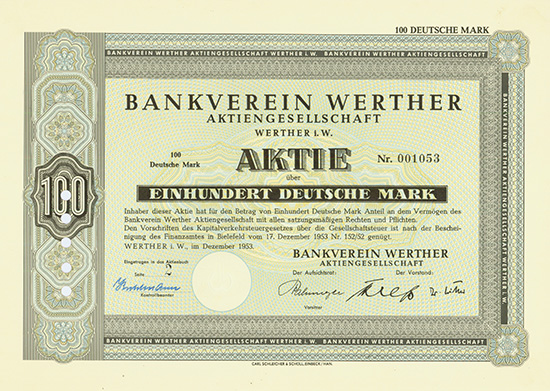 100 DEUTSCHE MARK
BANKVEREIN WERTHER AKTIENGESELLSCHAFT WERTHER i. W.
BANKVEREIN WERTHER
AKTIENGESELLSCHAFT
WERTHER i. W.
100
Deutsche Mark
AKTIE
Nr. 001053
über
EINHUNDERT DEUTSCHE MARK
100
Inhaber dieser Aktie hat für den Betrag von Einhundert Deutsche Mark Anteil an dem Vermögen des
Bankverein Werther Aktiengesellschaft mit allen satzungsmäßigen Rechten und Pflichten.
Den Vorschriften des Kapitalverkehrsteuergesetzes über die Gesellschaftsteuer ist nach der Beschei-
nigung des Finanzamtes in Bielefeld vom 17. Dezember 1953 Nr. 152/52 genügt.
WERTHER i. W., im Dezember 1953.
BANKVEREIN WERTHER
AKTIENGESELLSCHAFT
Eingetragen in das Aktienbuch
Seite 2
Der Aufsichtsrat:
Der Vorstand:
Kontrollbeamter
Vorsitzer
BANKVEREIN WERTHER AKTIENGESELLSCHAFT WERTHER i. W.
CARL SCHLEICHER & SCHÜLL, EINBECK / HAN.